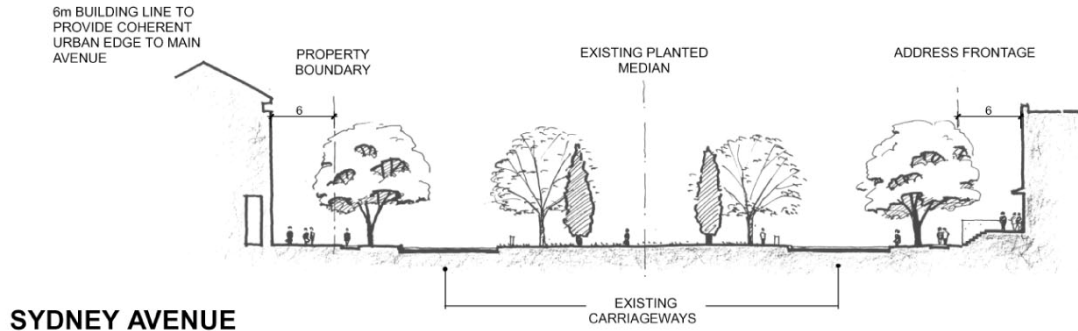 6m BUILDING LINE TO
PROVIDE COHERENT
URBAN EDGE TO MAIN
AVENUE
PROPERTY
BOUNDARY
EXISTING PLANTED
MEDIAN
ADDRESS FRONTAGE
6
6
EXISTING
CARRIAGEWAYS
SYDNEY AVENUE